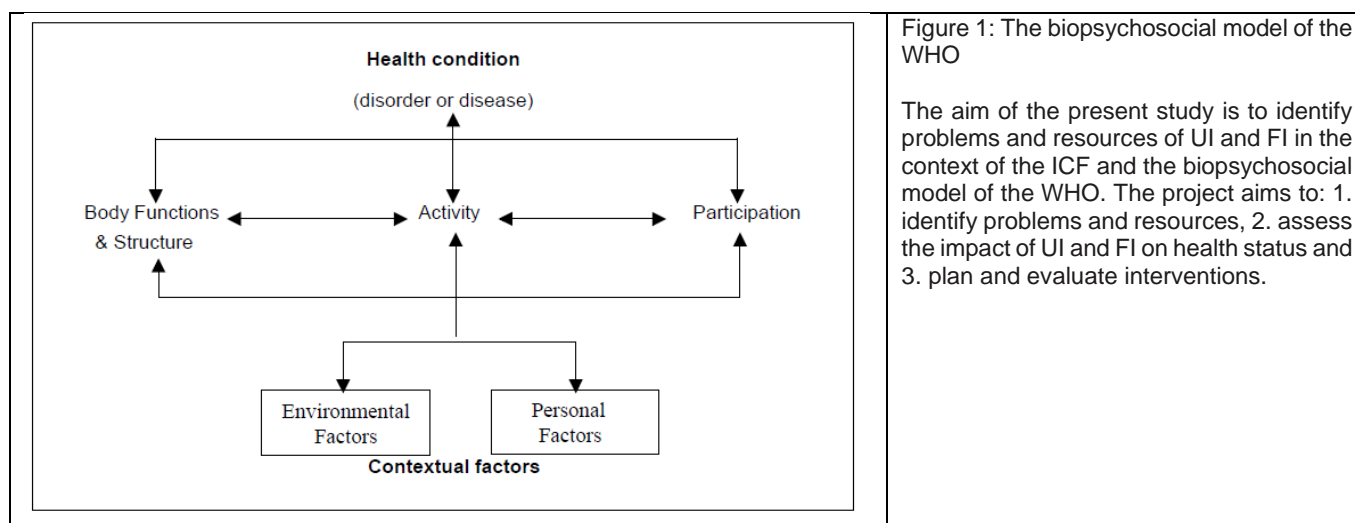 Health condition
(disorder or disease)
Body Functions
& Structure
Activity
Participation
Environmental
Factors
Personal
Factors
Contextual factors
Figure 1: The biopsychosocial model of the
WHO
The aim of the present study is to identify
problems and resources of UI and FI in the
context of the ICF and the biopsychosocial
model of the WHO. The project aims to: 1.
identify problems and resources, 2. assess
the impact of UI and FI on health status and
3. plan and evaluate interventions.